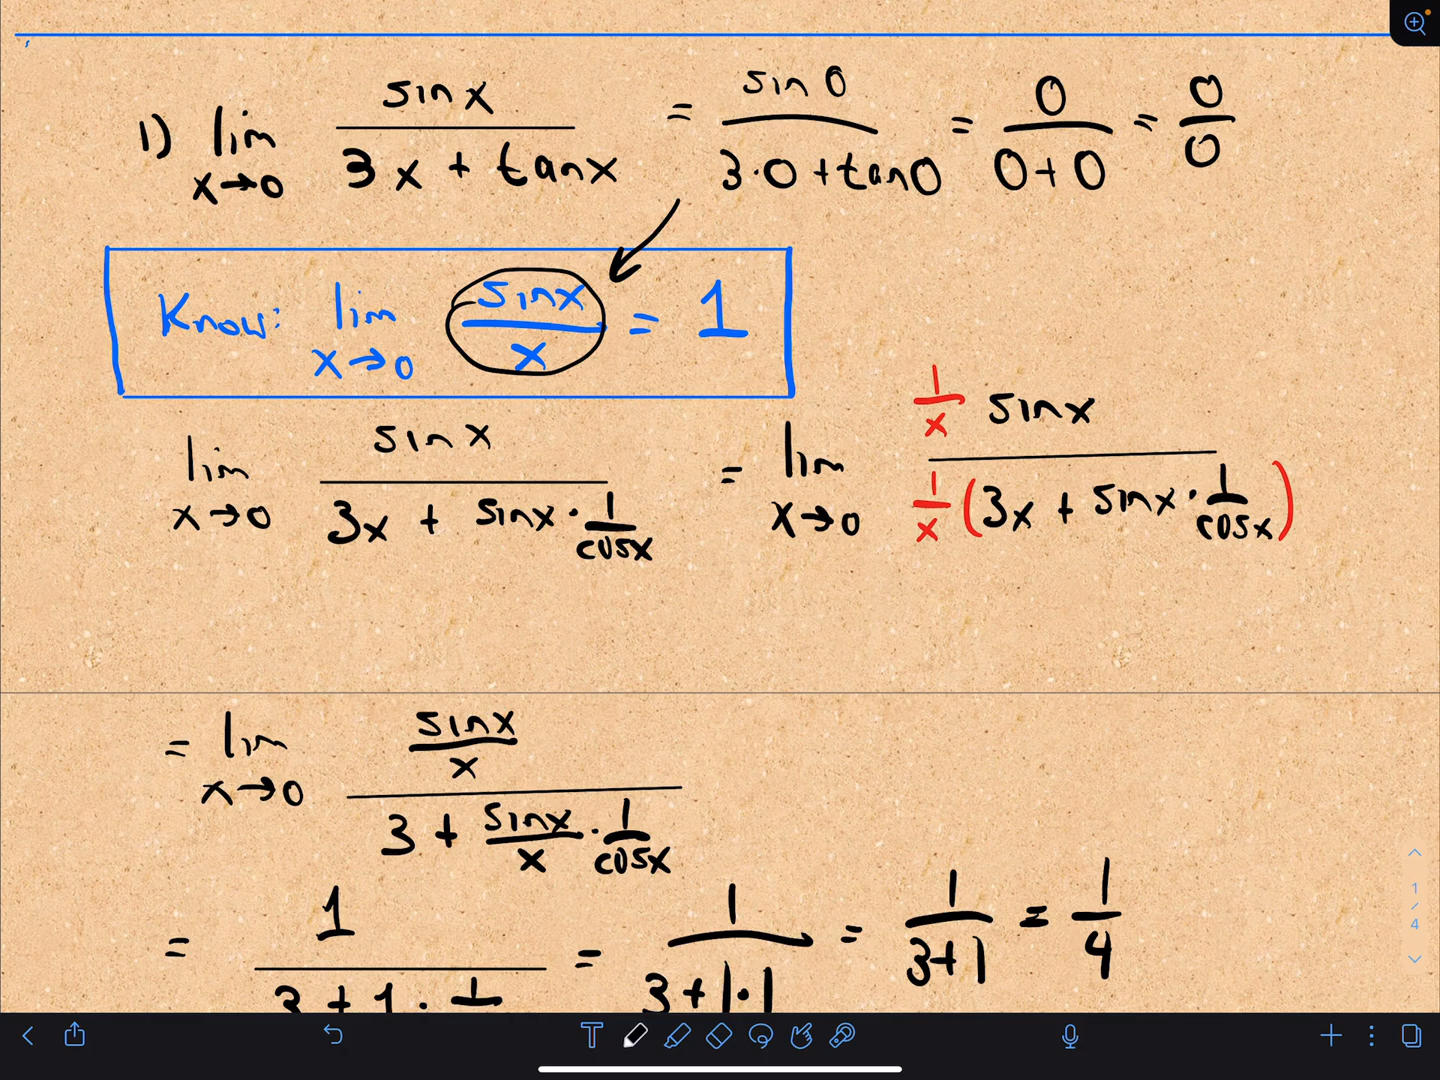 1) lim x→0 sin x / (3x + tan x) = sin 0 / (3·0 + tan 0) = 0 / (0+0) = 0/0
Know: lim x→0 sin x / x = 1
lim x→0 sin x / (3x + sin x · 1/cos x) = lim x→0 1/x sin x / 1/x (3x + sin x · 1/cos x)
= lim x→0 (sin x / x) / (3 + sin x / x · 1/cos x)
= 1 / (3 + 1 · 1 = 1 / (3 + 1·1) = 1 / (3+1) = 1/4
1 / 4
T